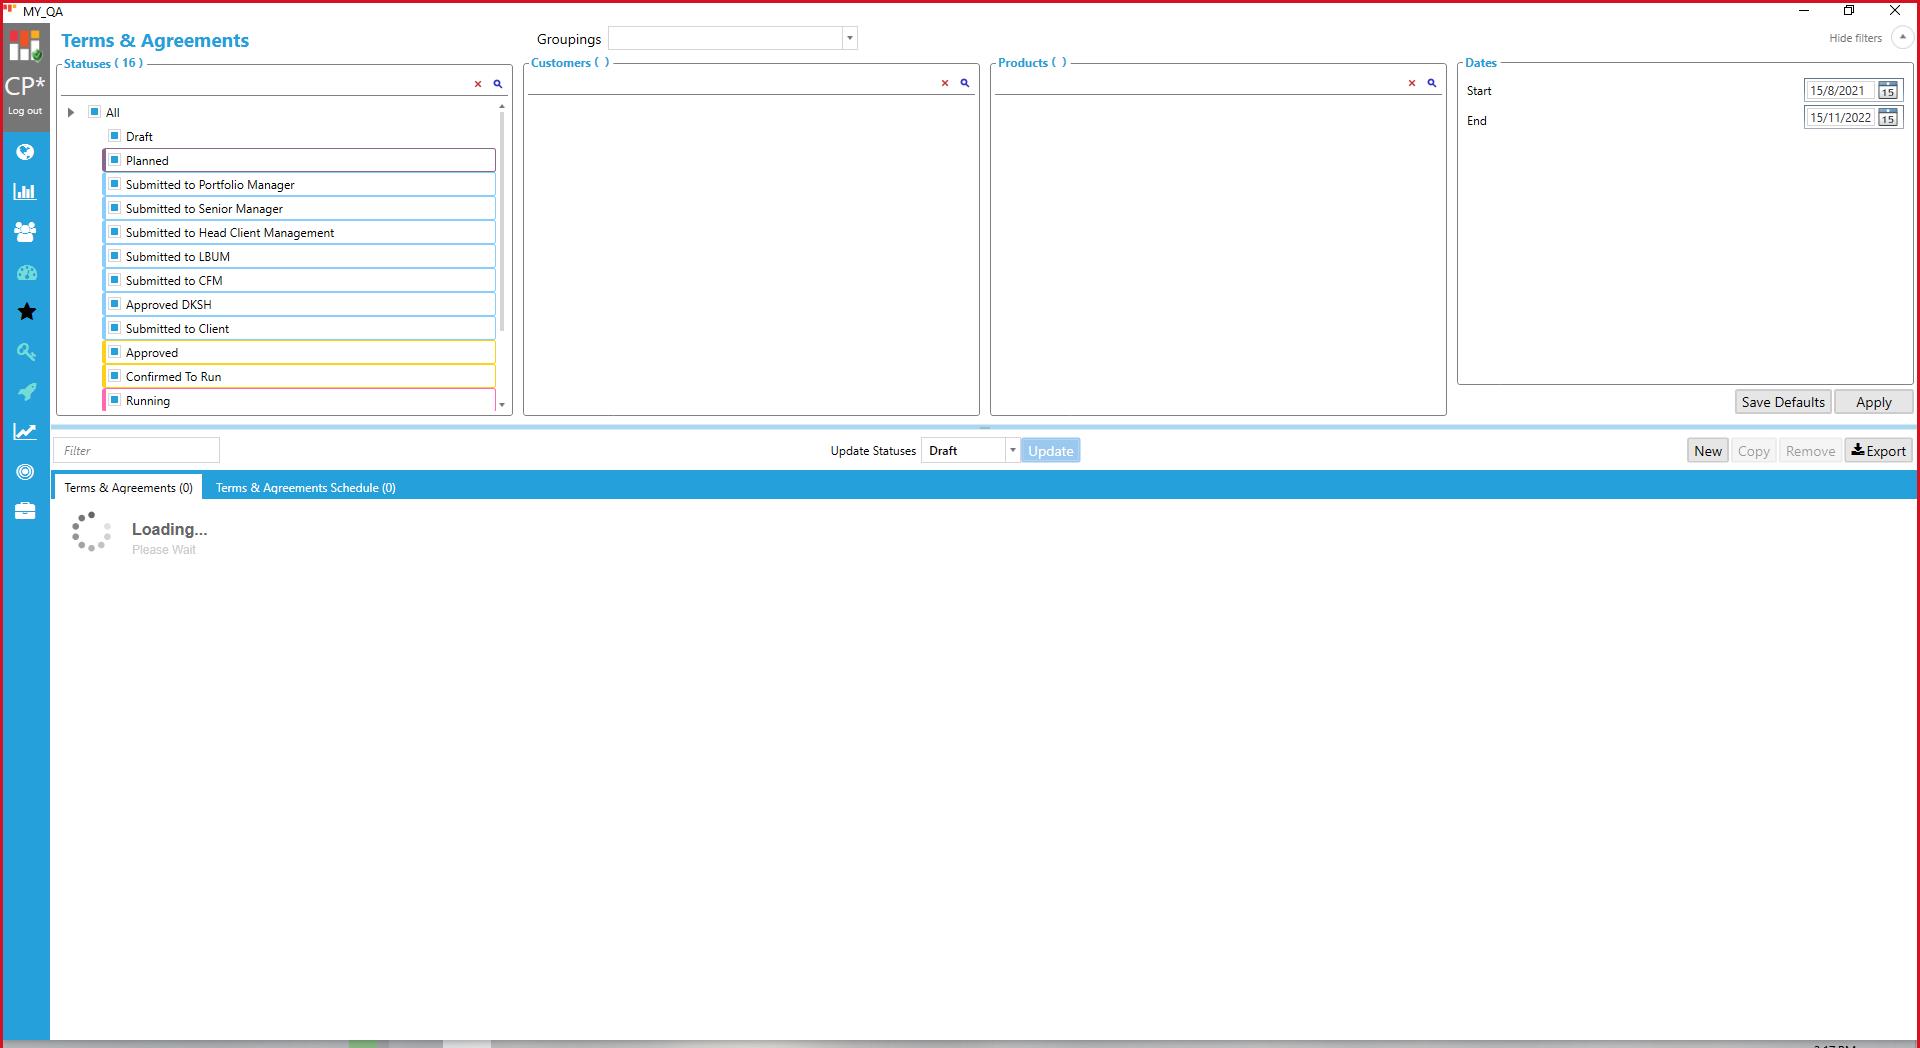 MY_QA
CP*
Log out
Terms & Agreements
Groupings
Hide filters
Statuses ( 16 )
All
Draft
Planned
Submitted to Portfolio Manager
Submitted to Senior Manager
Submitted to Head Client Management
Submitted to LBUM
Submitted to CFM
Approved DKSH
Submitted to Client
Approved
Confirmed To Run
Running
Customers ( )
Products ( )
Dates
Start
15/8/2021
15
End
15/11/2022
15
Save Defaults
Apply
Filter
Update Statuses
Draft
Update
New
Copy
Remove
Export
Terms & Agreements (0)
Terms & Agreements Schedule (0)
Loading...
Please Wait